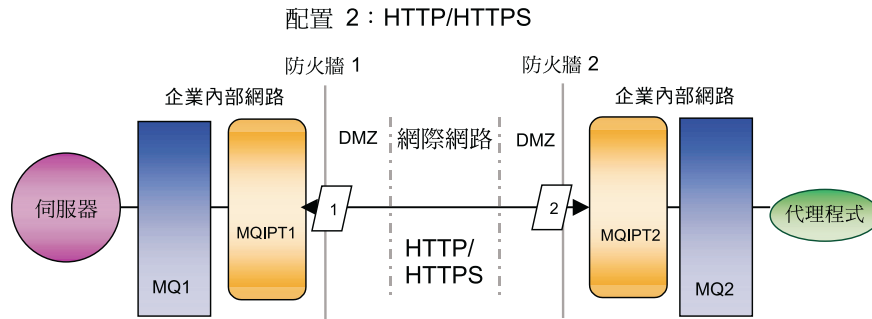 配置 2：HTTP/HTTPS
防火牆 1
防火牆 2
企業內部網路
企業內部網路
DMZ
網際網路
DMZ
伺服器
MQ1
MQIPT1
1
2
MQIPT2
MQ2
代理程式
HTTP/
HTTPS